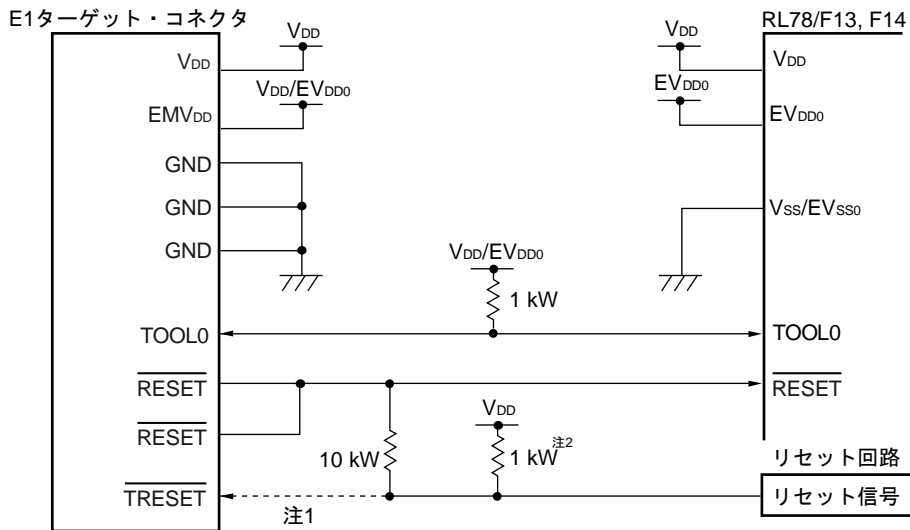 E1ターゲット・コネクタ
RL78/F13, F14
VDD
VDD
EMVDD
VDD/EVDD0
GND
GND
GND
VDD
VDD
EVDD0
EVDD0
VSS/EVSS0
VDD/EVDD0
1 kW
TOOL0
TOOL0
RESET
RESET
RESET
VDD
10 kW
1 kW注2
TRESET
注1
リセット回路
リセット信号